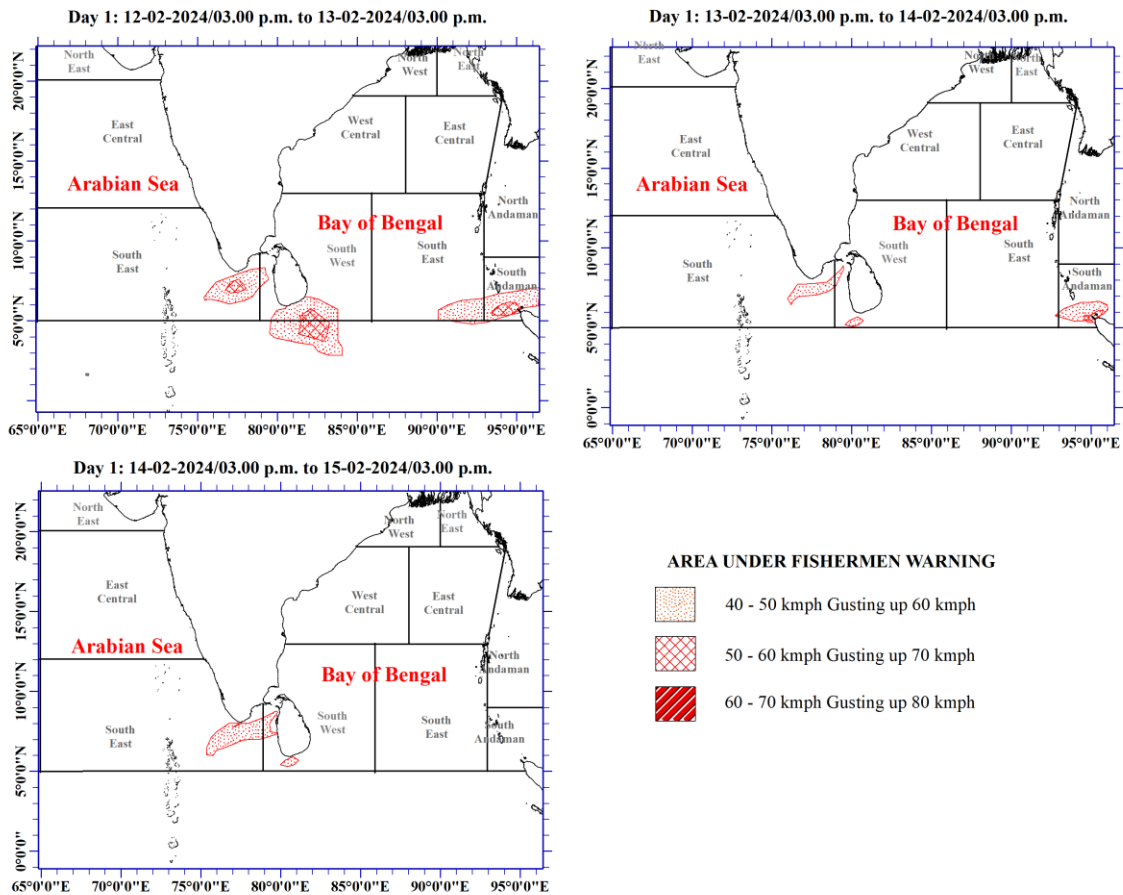 Day 1: 12-02-2024/03.00 p.m. to 13-02-2024/03.00 p.m.
North
East
North
West
North
East
East
Central
West
Central
East
Central
Arabian Sea
Bay of Bengal
North
Andaman
South
East
South
West
South
East
South
Andaman
20°0'0"N
15°0'0"N
10°0'0"N
5°0'0"N
65°0'0"E
70°0'0"E
75°0'0"E
80°0'0"E
85°0'0"E
90°0'0"E
95°0'0"E
Day 1: 13-02-2024/03.00 p.m. to 14-02-2024/03.00 p.m.
North
East
North
West
North
East
East
Central
West
Central
East
Central
Arabian Sea
Bay of Bengal
North
Andaman
South
East
South
West
South
East
South
Andaman
20°0'0"N
15°0'0"N
10°0'0"N
5°0'0"N
0°0'0"
65°0'0"E
70°0'0"E
75°0'0"E
80°0'0"E
85°0'0"E
90°0'0"E
95°0'0"E
Day 1: 14-02-2024/03.00 p.m. to 15-02-2024/03.00 p.m.
North
East
North
West
North
East
East
Central
West
Central
East
Central
Arabian Sea
Bay of Bengal
North
Andaman
South
East
South
West
South
East
South
Andaman
20°0'0"N
15°0'0"N
10°0'0"N
5°0'0"N
0°0'0"
65°0'0"E
70°0'0"E
75°0'0"E
80°0'0"E
85°0'0"E
90°0'0"E
95°0'0"E
AREA UNDER FISHERMEN WARNING
40 - 50 kmph Gusting up 60 kmph
50 - 60 kmph Gusting up 70 kmph
60 - 70 kmph Gusting up 80 kmph